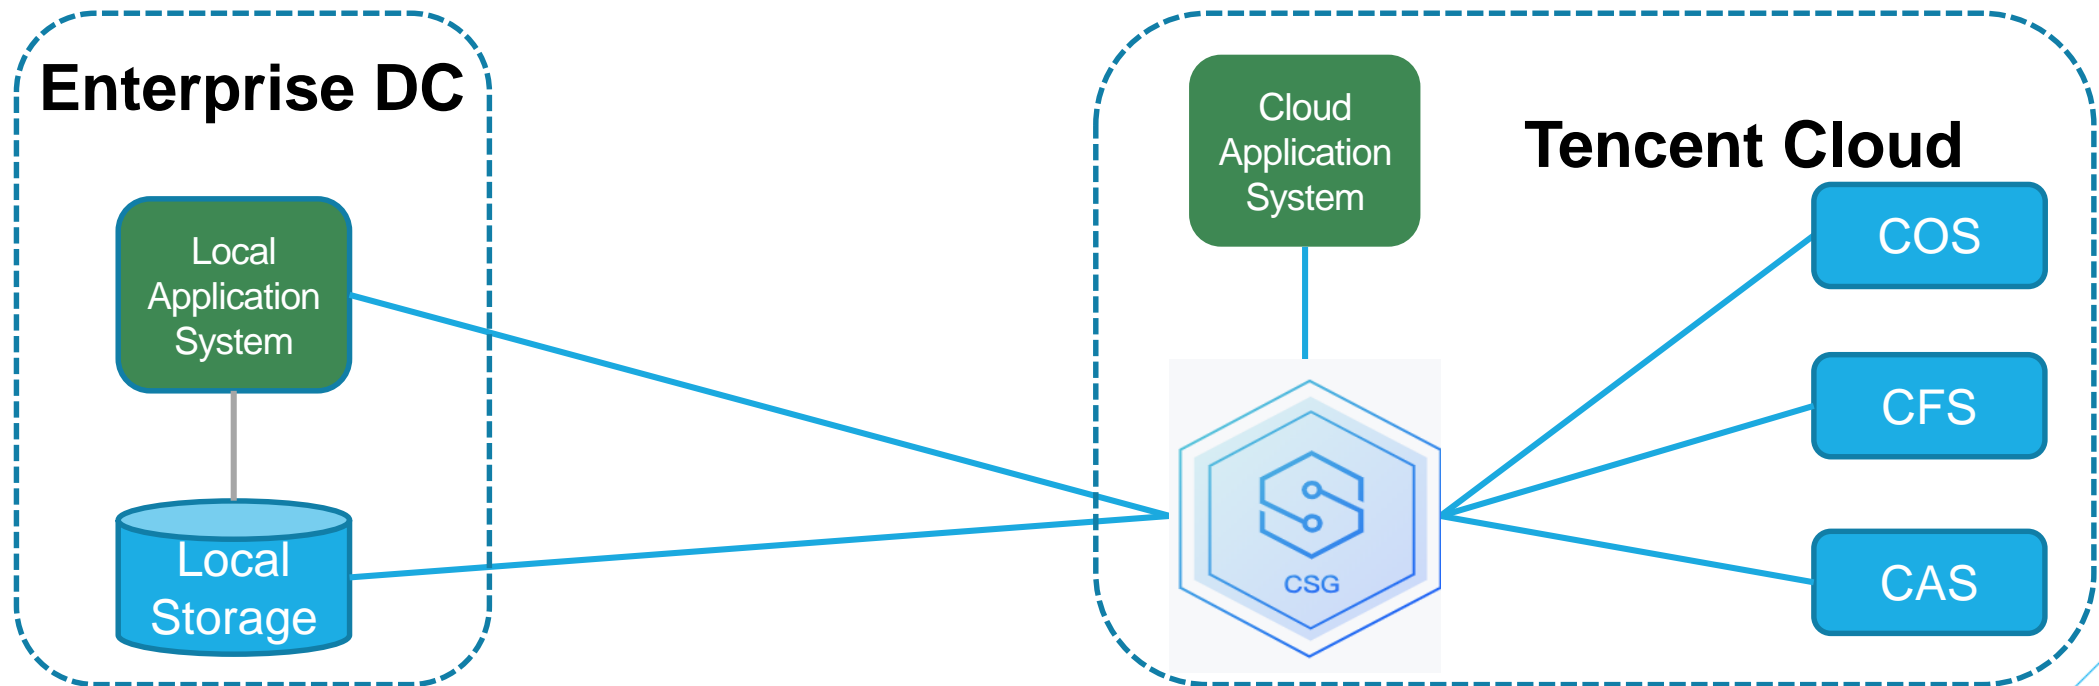 Enterprise DC
Local
Application
System
Local
Storage
Cloud
Application
System
Tencent Cloud
CSG
COS
CFS
CAS